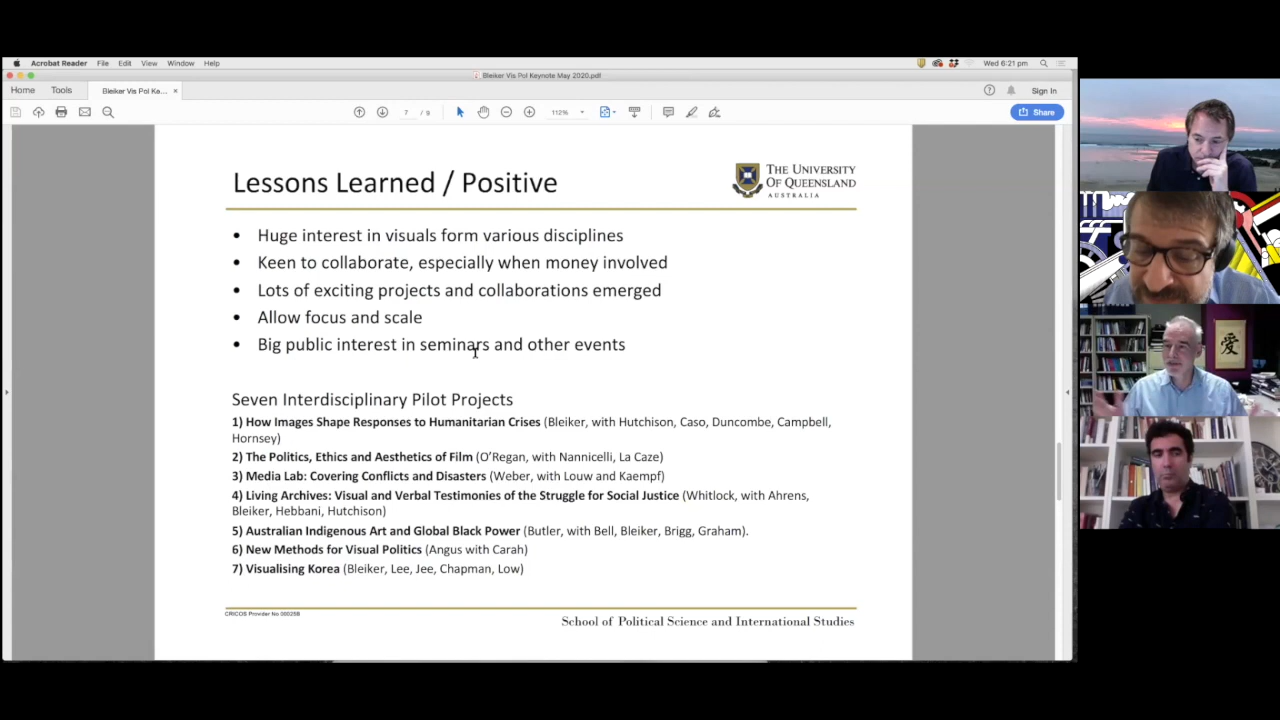 Acrobat Reader File Edit View Window Help Wed 6:21 pm
Bleiker Vis Pol Keynote May 2020.pdf
Home Tools Bleiker Vis Pol Ke... × Sign In
7 / 9 112% Share
Lessons Learned / Positive
THE UNIVERSITY
OF QUEENSLAND
AUSTRALIA
• Huge interest in visuals form various disciplines
• Keen to collaborate, especially when money involved
• Lots of exciting projects and collaborations emerged
• Allow focus and scale
• Big public interest in seminars and other events
Seven Interdisciplinary Pilot Projects
1) How Images Shape Responses to Humanitarian Crises (Bleiker, with Hutchison, Caso, Duncombe, Campbell,
Hornsey)
2) The Politics, Ethics and Aesthetics of Film (O’Regan, with Nannicelli, La Caze)
3) Media Lab: Covering Conflicts and Disasters (Weber, with Louw and Kaempf)
4) Living Archives: Visual and Verbal Testimonies of the Struggle for Social Justice (Whitlock, with Ahrens,
Bleiker, Hebbani, Hutchison)
5) Australian Indigenous Art and Global Black Power (Butler, with Bell, Bleiker, Brigg, Graham).
6) New Methods for Visual Politics (Angus with Carah)
7) Visualising Korea (Bleiker, Lee, Jee, Chapman, Low)
CRICOS Provider No 00025B
School of Political Science and International Studies
愛